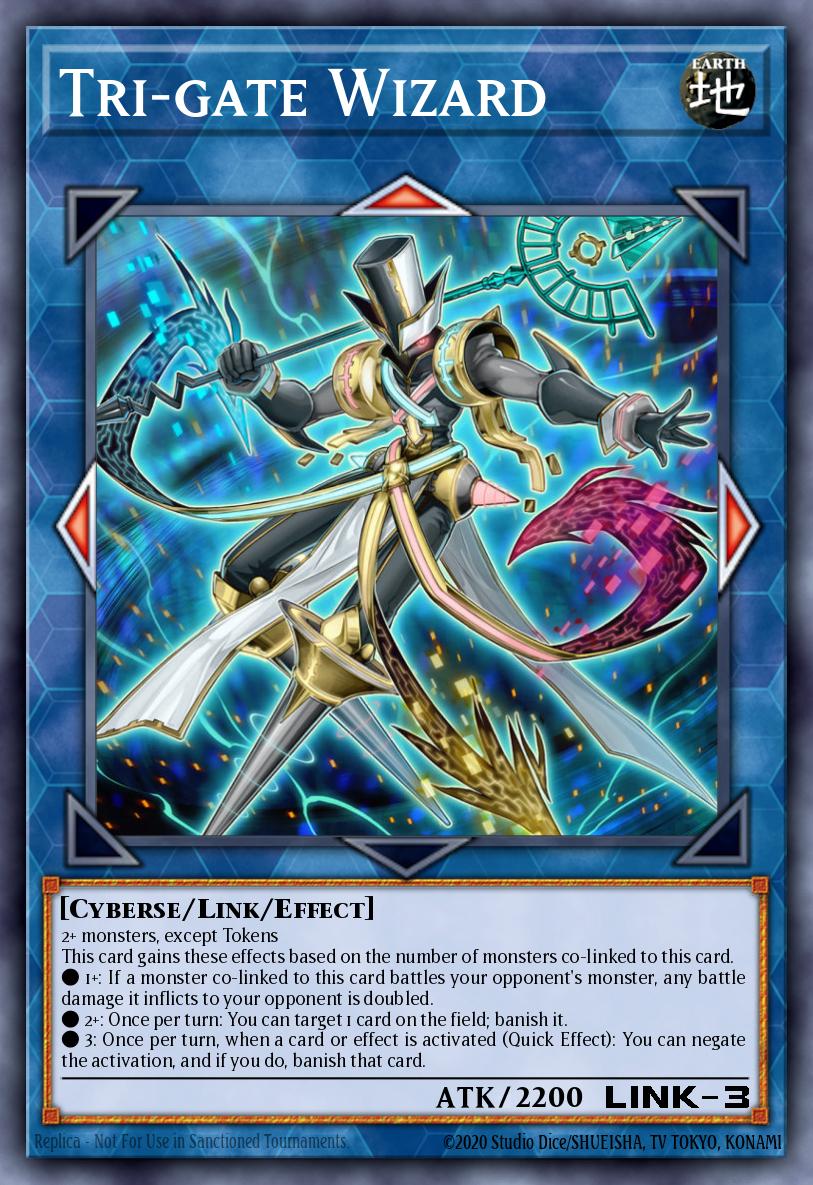 Tri-gate Wizard
EARTH
地
[Cyberse/Link/Effect]
2+ monsters, except Tokens
This card gains these effects based on the number of monsters co-linked to this card.
● 1+: If a monster co-linked to this card battles your opponent's monster, any battle
damage it inflicts to your opponent is doubled.
● 2+: Once per turn: You can target 1 card on the field; banish it.
● 3: Once per turn, when a card or effect is activated (Quick Effect): You can negate
the activation, and if you do, banish that card.
ATK/2200 LINK-3
Replica - Not For Use in Sanctioned Tournaments.
©2020 Studio Dice/SHUEISHA, TV TOKYO, KONAMI